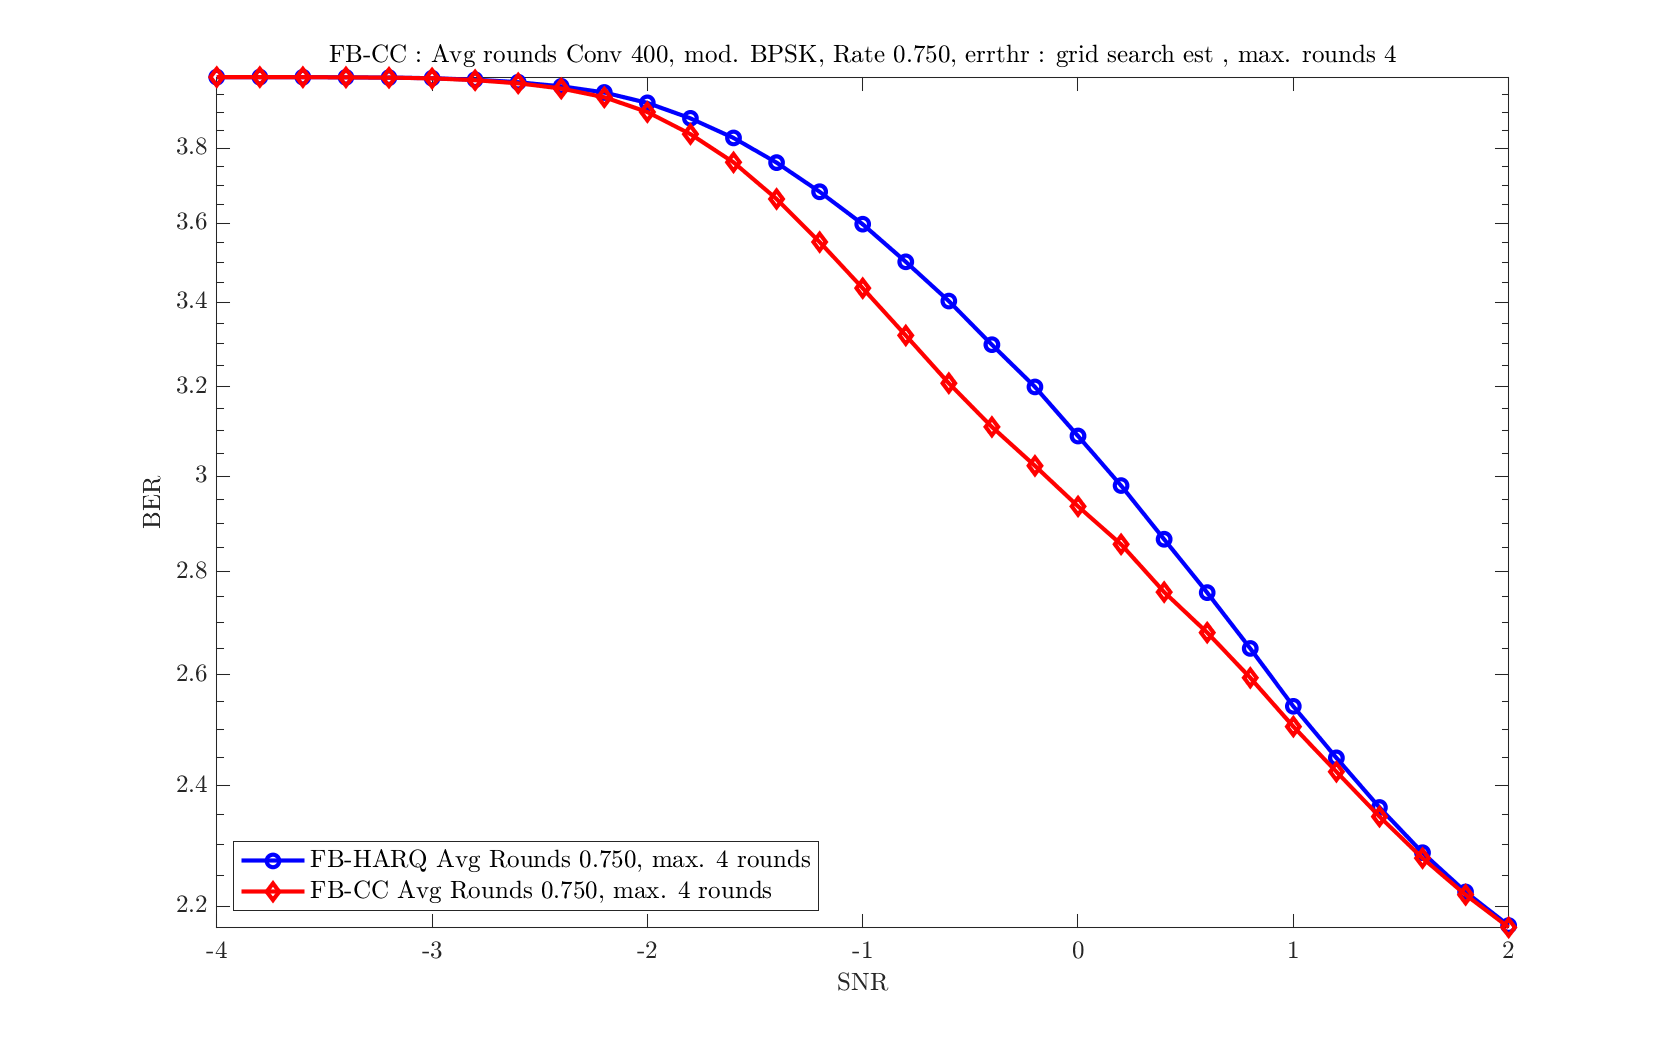 FB-CC : Avg rounds Conv 400, mod. BPSK, Rate 0.750, errthr : grid search est , max. rounds 4
3.8
3.6
3.4
3.2
3
2.8
2.6
2.4
2.2
BER
FB-HARQ Avg Rounds 0.750, max. 4 rounds
FB-CC Avg Rounds 0.750, max. 4 rounds
-4 -3 -2 -1 0 1 2
SNR